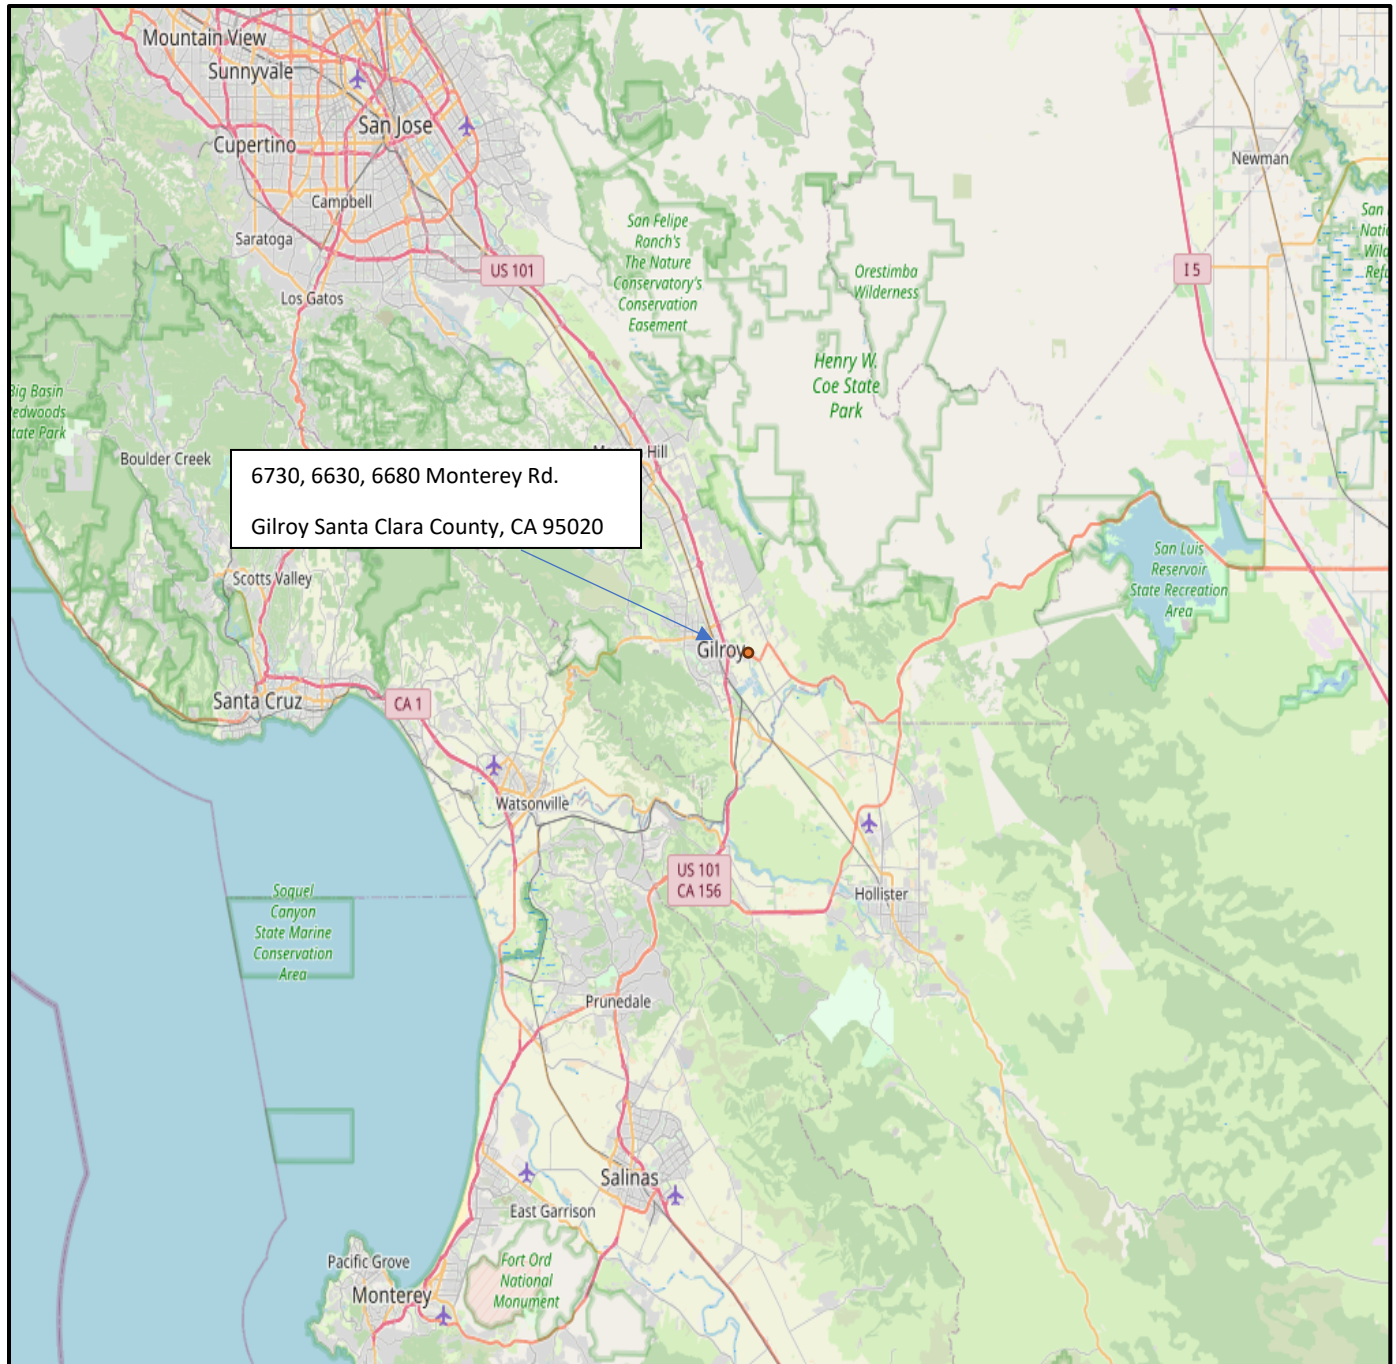 Mountain View
Sunnyvale
San Jose
Cupertino
Newman
Campbell
Saratoga
San Felipe
Ranch's
The Nature
Conservatory's
Conservation
Easement
San
US 101
Orestimba
Wilderness
I 5
Los Gatos
Henry W.
Coe State
Park
Big Basin
State Park
Boulder Creek
Hill
6730, 6630, 6680 Monterey Rd.
Gilroy Santa Clara County, CA 95020
San Luis
Reservoir
State Recreation
Area
Scotts Valley
Gilroy
Santa Cruz
CA 1
Watsonville
US 101
CA 156
Hollister
Soquel
Canyon
State Marine
Conservation
Area
Prunedale
Salinas
East Garrison
Pacific Grove
Monterey
Fort Ord
National
Monument